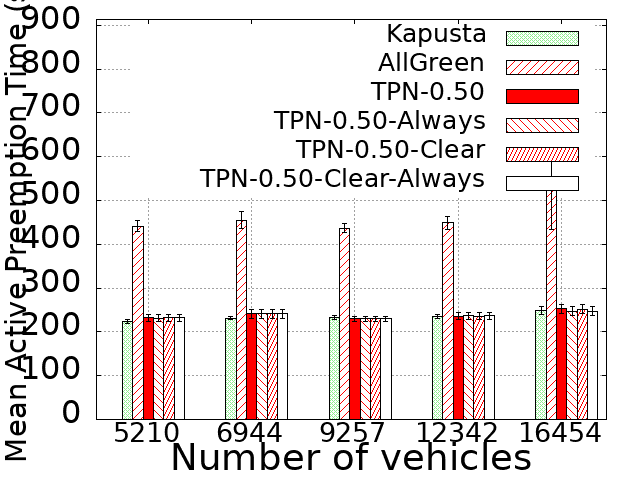 Mean Active Preemption Time (s
900
800
700
600
500
400
300
200
100
0
Kapusta
AllGreen
TPN-0.50
TPN-0.50-Always
TPN-0.50-Clear
TPN-0.50-Clear-Always
5210 6944 9257 12342 16454
Number of vehicles